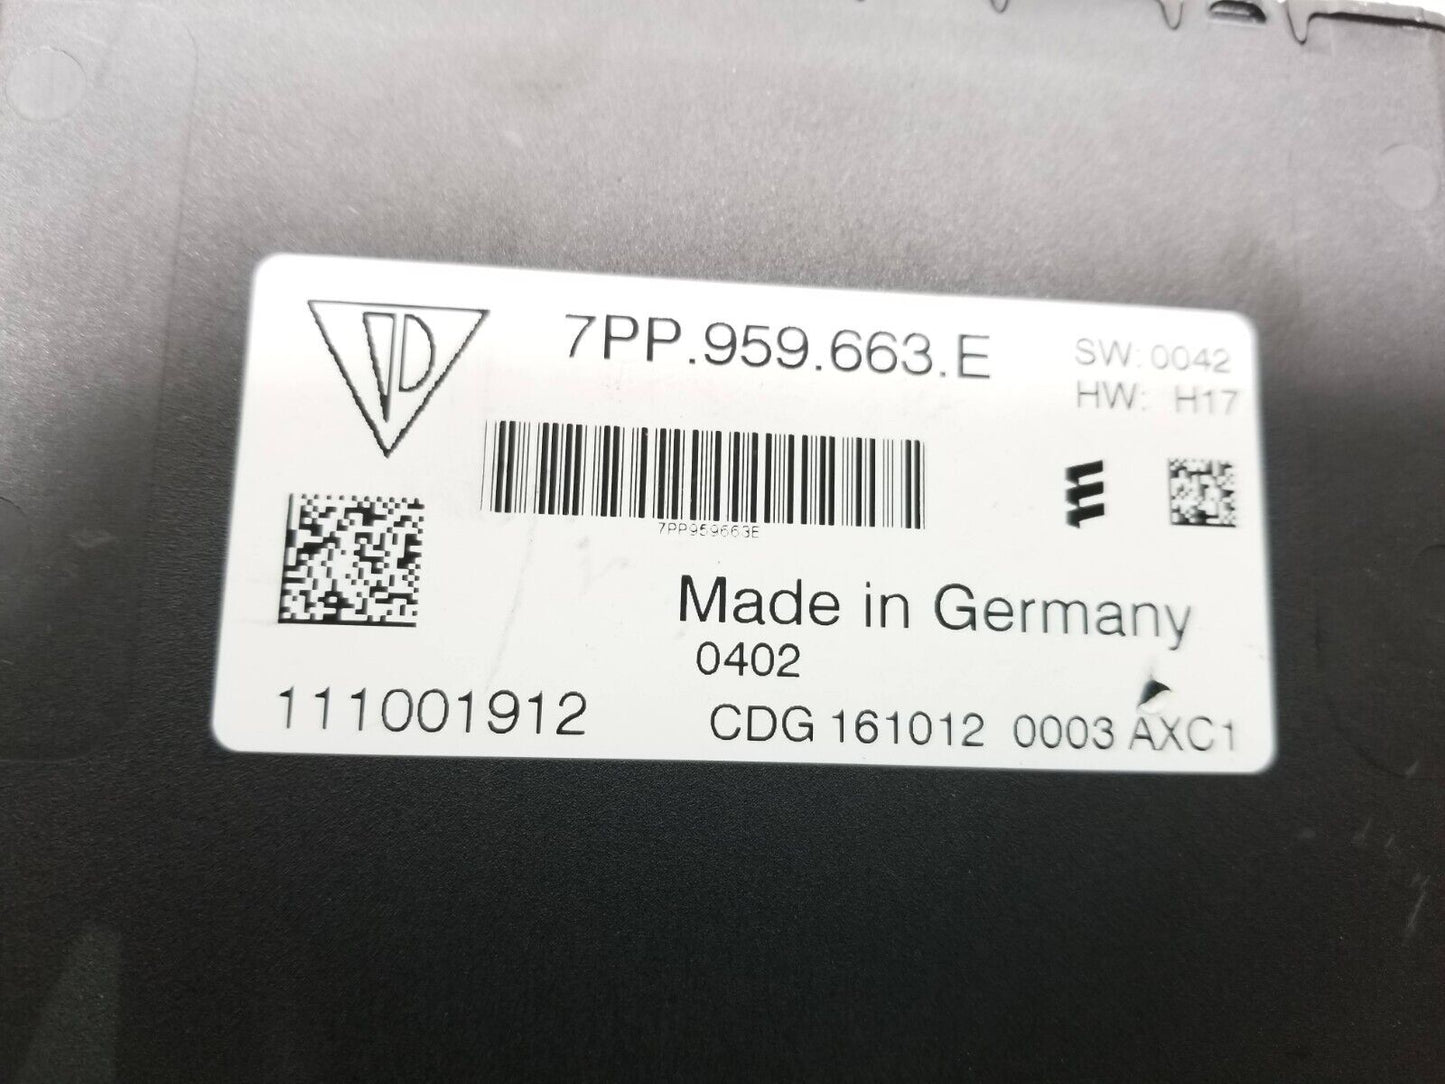 7PP.959.663.E
SW: 0042
HW: H17
7PP959663E
Made in Germany
0402
111001912
CDG 161012 0003 AXC1